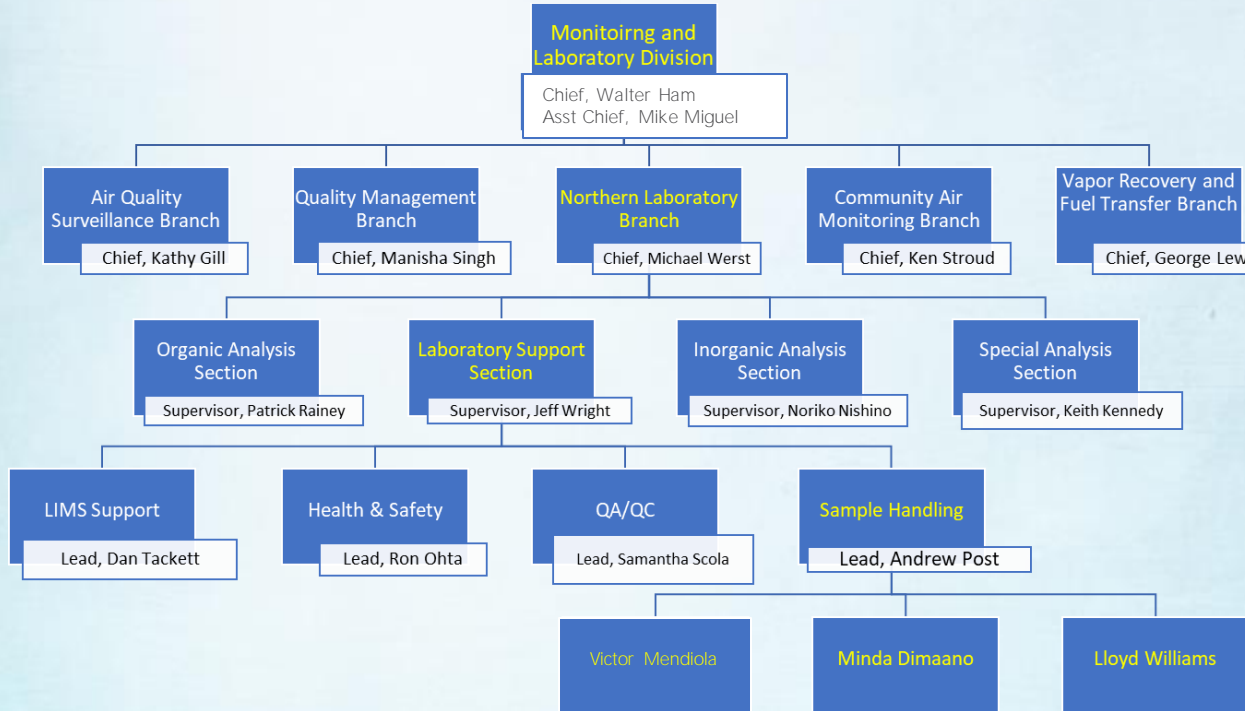 Monitoirng and
Laboratory Division
Chief, Walter Ham
Asst Chief, Mike Miguel
Air Quality
Surveillance Branch
Chief, Kathy Gill
Quality Management
Branch
Chief, Manisha Singh
Northern Laboratory
Branch
Chief, Michael Werst
Community Air
Monitoring Branch
Chief, Ken Stroud
Vapor Recovery and
Fuel Transfer Branch
Chief, George Lew
Organic Analysis
Section
Supervisor, Patrick Rainey
Laboratory Support
Section
Supervisor, Jeff Wright
Inorganic Analysis
Section
Supervisor, Noriko Nishino
Special Analysis
Section
Supervisor, Keith Kennedy
LIMS Support
Lead, Dan Tackett
Health & Safety
Lead, Ron Ohta
QA/QC
Lead, Samantha Scola
Sample Handling
Lead, Andrew Post
Victor Mendiola
Minda Dimaano
Lloyd Williams